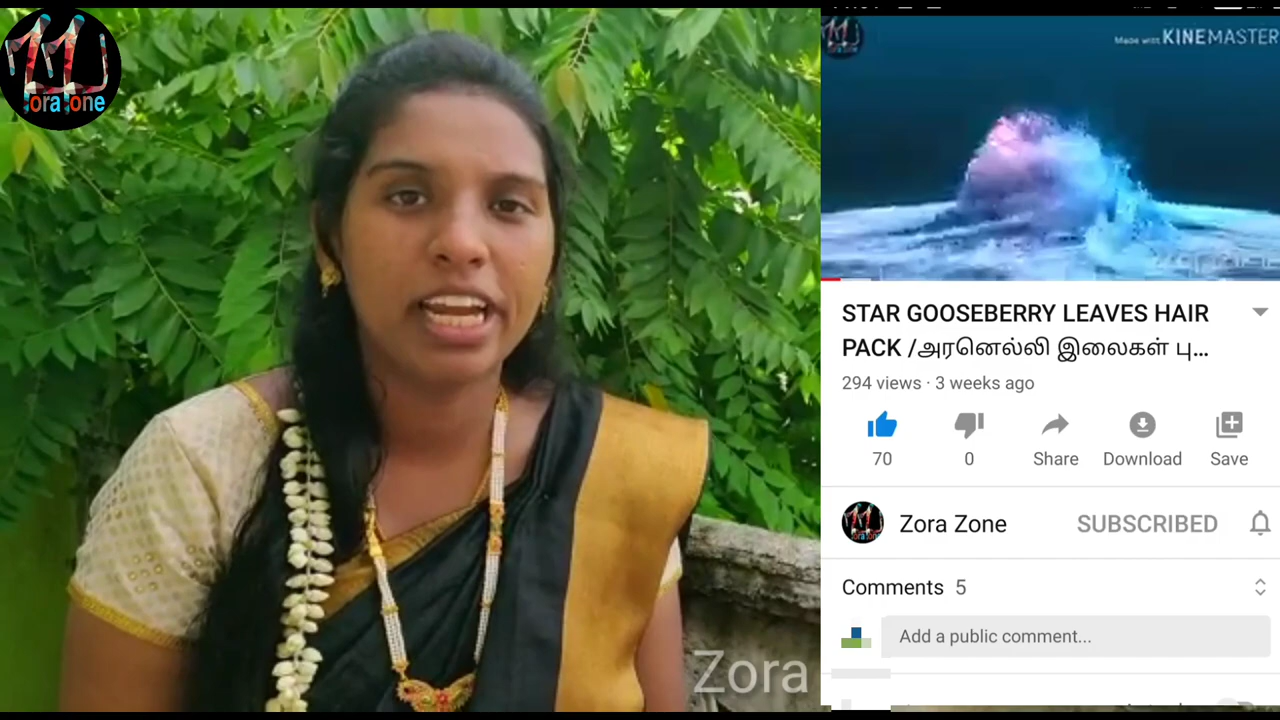 Zora Zone
Made with KINEMASTER
STAR GOOSEBERRY LEAVES HAIR
PACK /அரனெல்லி இலைகள் பு...
294 views · 3 weeks ago
70
0
Share
Download
Save
Zora Zone
SUBSCRIBED
Comments 5
Add a public comment...
Zora